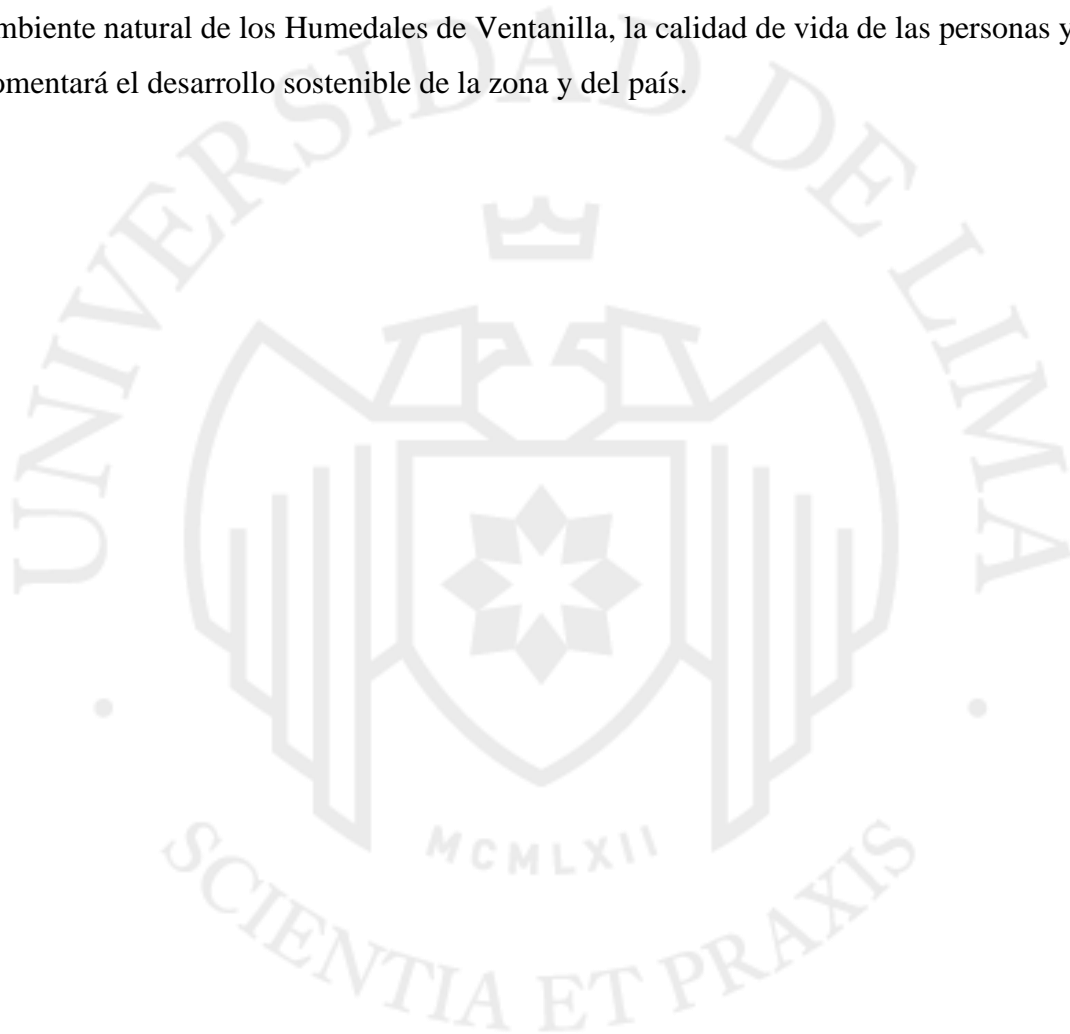 mbiente natural de los Humedales de Ventanilla, la calidad de vida de las personas y
omentará el desarrollo sostenible de la zona y del país.
UNIVERSIDAD DE LIMA
MCMLXII
SCIENTIA ET PRAXIS